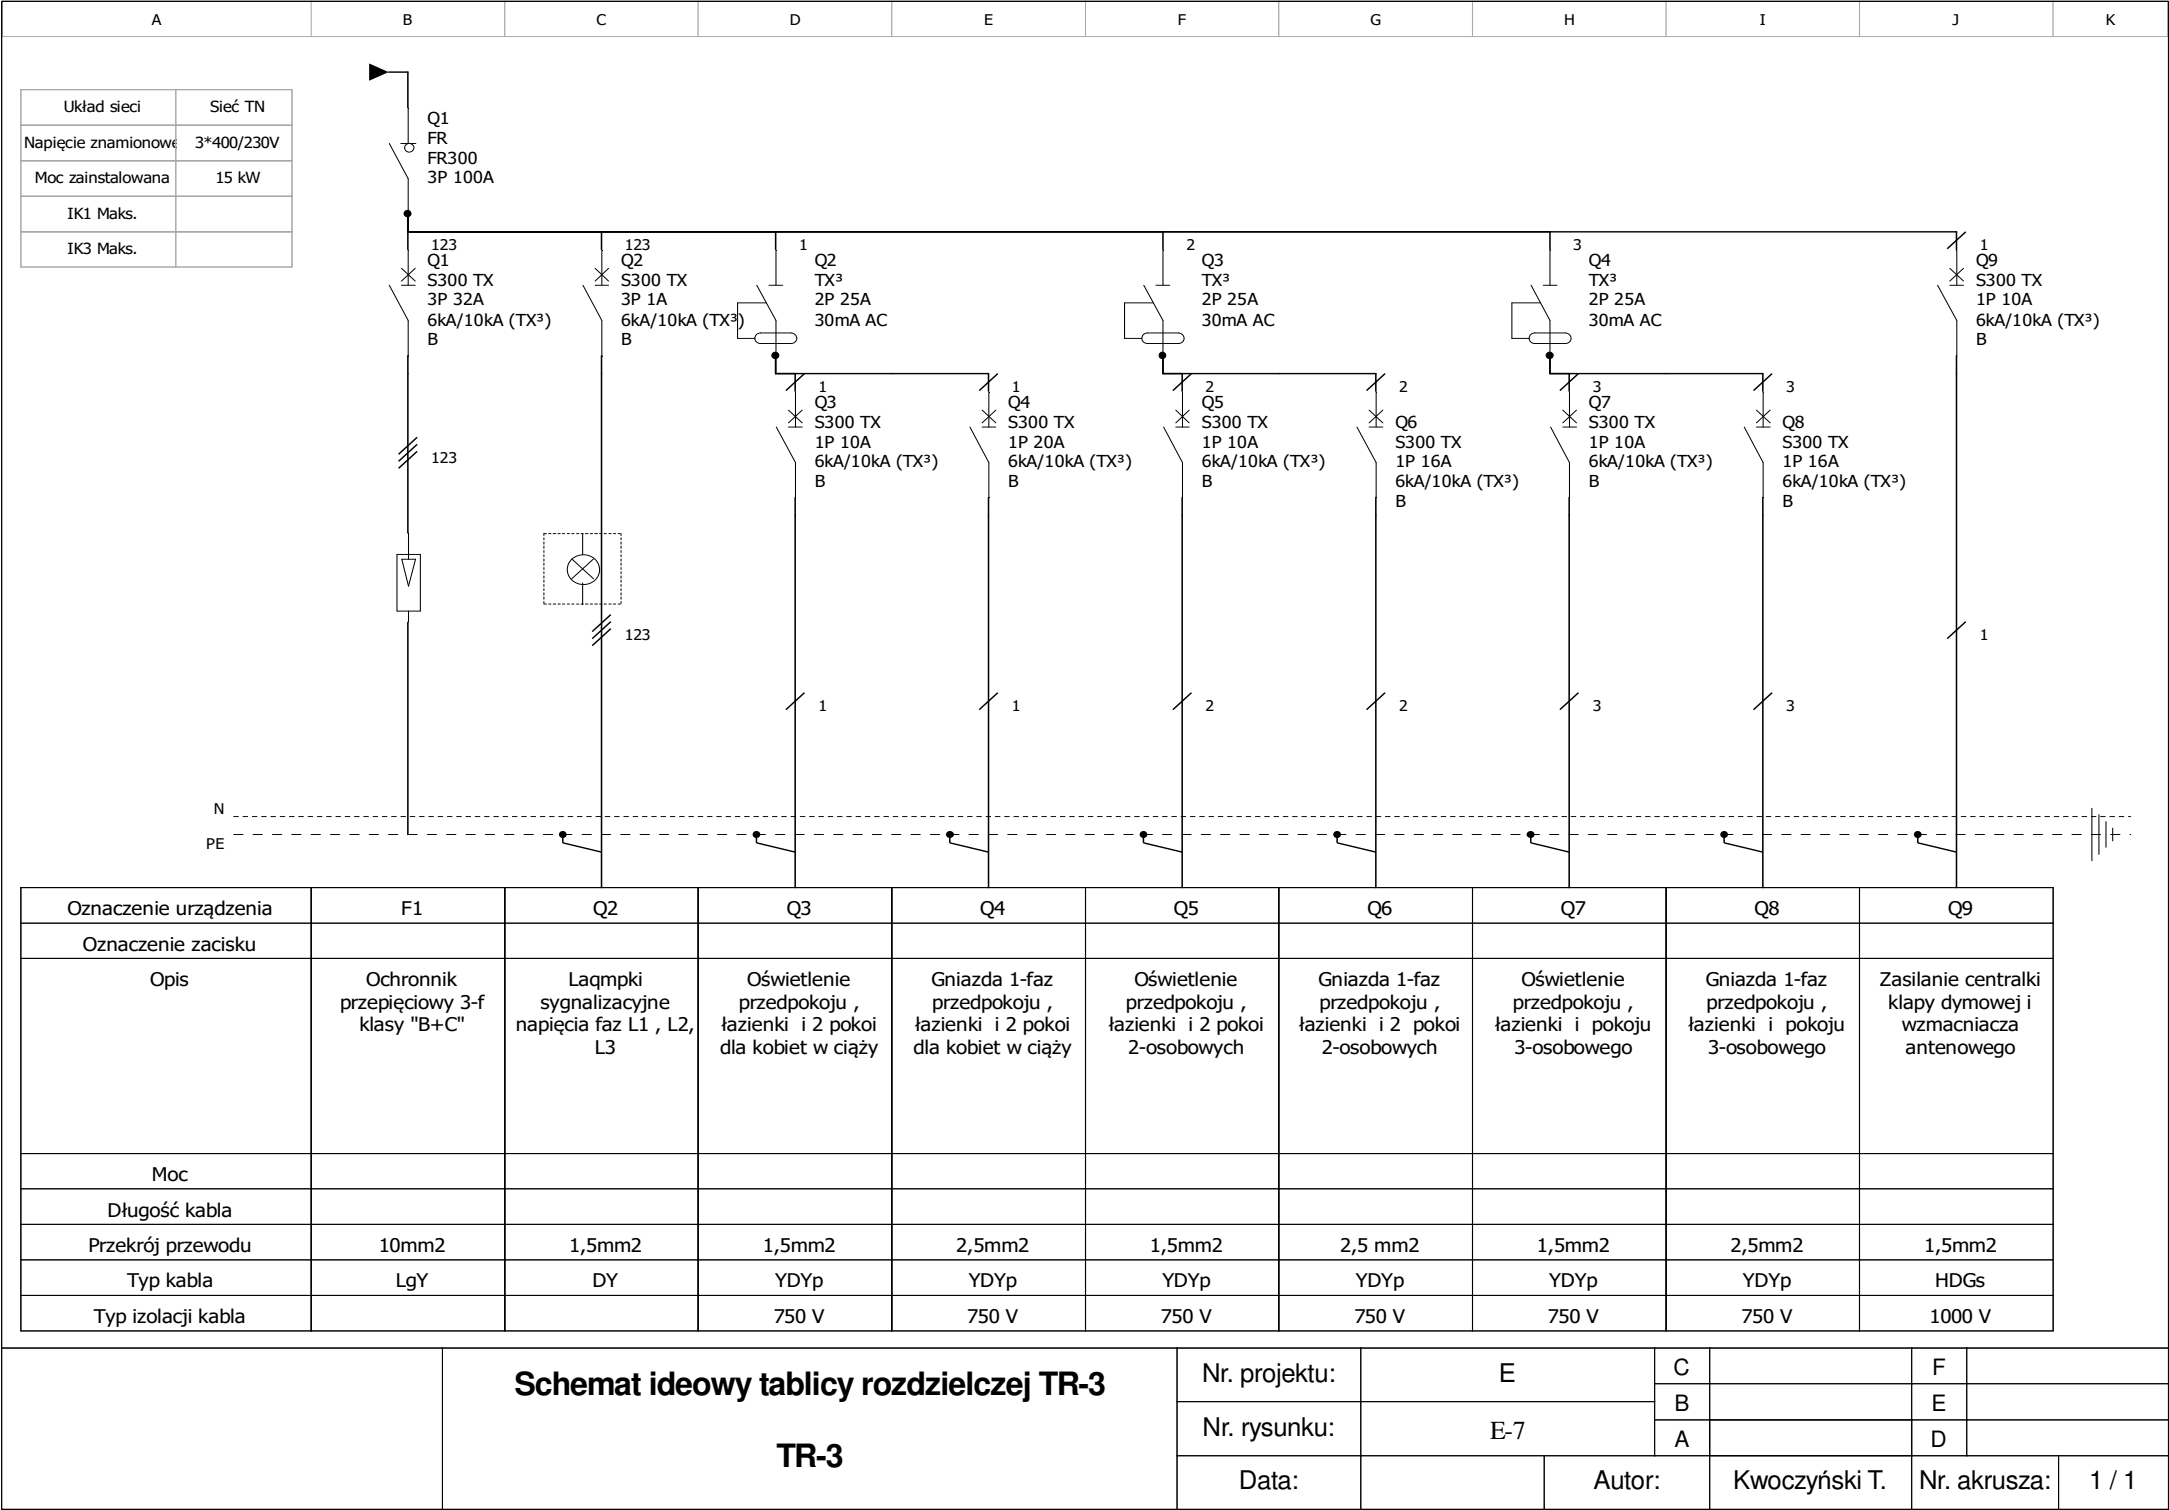 A B C D E F G H I J K
Układ sieci Sieć TN
Napięcie znamionowe 3*400/230V
Moc zainstalowana 15 kW
IK1 Maks.
IK3 Maks.
Q1
FR
FR300
3P 100A
123
Q1
S300 TX
3P 32A
6kA/10kA (TX³)
B
123
Q2
S300 TX
3P 1A
6kA/10kA (TX³)
B
1
Q2
TX³
2P 25A
30mA AC
2
Q3
TX³
2P 25A
30mA AC
3
Q4
TX³
2P 25A
30mA AC
1
Q9
S300 TX
1P 10A
6kA/10kA (TX³)
B
1
Q3
S300 TX
1P 10A
6kA/10kA (TX³)
B
1
Q4
S300 TX
1P 20A
6kA/10kA (TX³)
B
2
Q5
S300 TX
1P 10A
6kA/10kA (TX³)
B
2
Q6
S300 TX
1P 16A
6kA/10kA (TX³)
B
3
Q7
S300 TX
1P 10A
6kA/10kA (TX³)
B
3
Q8
S300 TX
1P 16A
6kA/10kA (TX³)
B
123
123
1
1
1
2
2
3
3
N
PE
Oznaczenie urządzenia F1 Q2 Q3 Q4 Q5 Q6 Q7 Q8 Q9
Oznaczenie zacisku
Opis
Ochronnik
przepięciowy 3-f
klasy "B+C"
Laqmpki
sygnalizacyjne
napięcia faz L1 , L2,
L3
Oświetlenie
przedpokoju ,
łazienki i 2 pokoi
dla kobiet w ciąży
Gniazda 1-faz
przedpokoju ,
łazienki i 2 pokoi
dla kobiet w ciąży
Oświetlenie
przedpokoju ,
łazienki i 2 pokoi
2-osobowych
Gniazda 1-faz
przedpokoju ,
łazienki i 2 pokoi
2-osobowych
Oświetlenie
przedpokoju ,
łazienki i pokoju
3-osobowego
Gniazda 1-faz
przedpokoju ,
łazienki i pokoju
3-osobowego
Zasilanie centralki
klapy dymowej i
wzmacniacza
antenowego
Moc
Długość kabla
Przekrój przewodu 10mm2 1,5mm2 1,5mm2 2,5mm2 1,5mm2 2,5 mm2 1,5mm2 2,5mm2 1,5mm2
Typ kabla LgY DY YDYp YDYp YDYp YDYp YDYp YDYp HDGs
Typ izolacji kabla 750 V 750 V 750 V 750 V 750 V 750 V 1000 V
Schemat ideowy tablicy rozdzielczej TR-3
TR-3
Nr. projektu: E
Nr. rysunku: E-7
C F
B E
A D
Data: Autor: Kwoczyński T. Nr. akrusza: 1 / 1